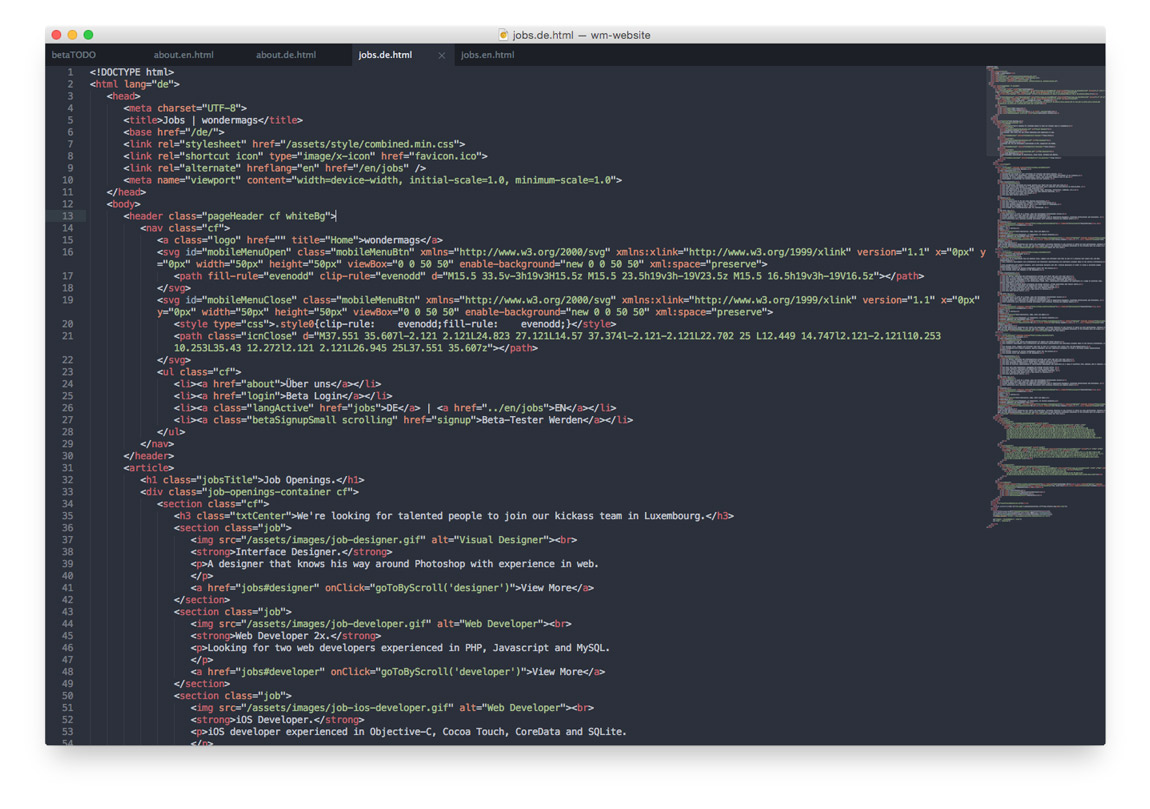 jobs.de.html — wm-website
betaTODO about.en.html about.de.html jobs.de.html × jobs.en.html
1 <!DOCTYPE html>
2 <html lang="de">
3 <head>
4 <meta charset="UTF-8">
5 <title>Jobs | wondermags</title>
6 <base href="/de/">
7 <link rel="stylesheet" href="/assets/style/combined.min.css">
8 <link rel="shortcut icon" type="image/x-icon" href="favicon.ico">
9 <link rel="alternate" hreflang="en" href="/en/jobs" />
10 <meta name="viewport" content="width=device-width, initial-scale=1.0, minimum-scale=1.0">
11 </head>
12 <body>
13 <header class="pageHeader cf whiteBg">
14 <nav class="cf">
15 <a class="logo" href="" title="Home">wondermags</a>
16 <svg id="mobileMenuOpen" class="mobileMenuBtn" xmlns="http://www.w3.org/2000/svg" xmlns:xlink="http://www.w3.org/1999/xlink" version="1.1" x="0px" y
="0px" width="50px" height="50px" viewBox="0 0 50 50" enable-background="new 0 0 50 50" xml:space="preserve">
17 <path fill-rule="evenodd" clip-rule="evenodd" d="M15.5 33.5v-3h19v3H15.5z M15.5 23.5h19v3h-19V23.5z M15.5 16.5h19v3h-19V16.5z"></path>
18 </svg>
19 <svg id="mobileMenuClose" class="mobileMenuBtn" xmlns="http://www.w3.org/2000/svg" xmlns:xlink="http://www.w3.org/1999/xlink" version="1.1" x="0px"
y="0px" width="50px" height="50px" viewBox="0 0 50 50" enable-background="new 0 0 50 50" xml:space="preserve">
20 <style type="css">.style0{clip-rule: evenodd;fill-rule: evenodd;}</style>
21 <path class="icnClose" d="M37.551 35.607l-2.121 2.121L24.823 27.121L14.57 37.374l-2.121-2.121L22.702 25 L12.449 14.747l2.121-2.121l10.253
10.253L35.43 12.272l2.121 2.121L26.945 25L37.551 35.607z"></path>
22 </svg>
23 <ul class="cf">
24 <li><a href="about">Über uns</a></li>
25 <li><a href="login">Beta Login</a></li>
26 <li><a class="langActive" href="jobs">DE</a> | <a href="../en/jobs">EN</a></li>
27 <li><a class="betaSignupSmall scrolling" href="signup">Beta-Tester Werden</a></li>
28 </ul>
29 </nav>
30 </header>
31 <article>
32 <h1 class="jobsTitle">Job Openings.</h1>
33 <div class="job-openings-container cf">
34 <section class="cf">
35 <h3 class="txtCenter">We're looking for talented people to join our kickass team in Luxembourg.</h3>
36 <section class="job">
37 <img src="/assets/images/job-designer.gif" alt="Visual Designer"><br>
38 <strong>Interface Designer.</strong>
39 <p>A designer that knows his way around Photoshop with experience in web.
40 </p>
41 <a href="jobs#designer" onClick="goToByScroll('designer')">View More</a>
42 </section>
43 <section class="job">
44 <img src="/assets/images/job-developer.gif" alt="Web Developer"><br>
45 <strong>Web Developer 2x.</strong>
46 <p>Looking for two web developers experienced in PHP, Javascript and MySQL.
47 </p>
48 <a href="jobs#developer" onClick="goToByScroll('developer')">View More</a>
49 </section>
50 <section class="job">
51 <img src="/assets/images/job-ios-developer.gif" alt="Web Developer"><br>
52 <strong>iOS Developer.</strong>
53 <p>iOS developer experienced in Objective-C, Cocoa Touch, CoreData and SQLite.
54 </p>